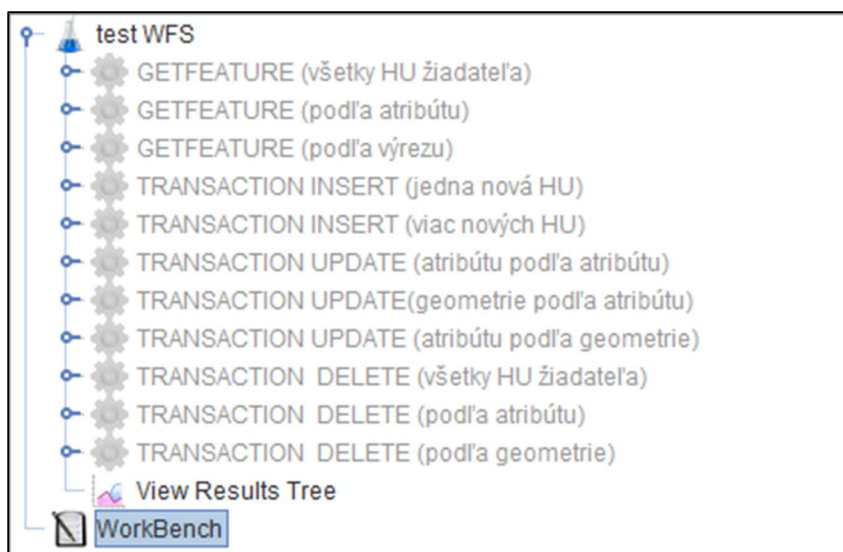 test WFS
GETFEATURE (všetky HU žiadateľa)
GETFEATURE (podľa atribútu)
GETFEATURE (podľa výrezu)
TRANSACTION INSERT (jedna nová HU)
TRANSACTION INSERT (viac nových HU)
TRANSACTION UPDATE (atribútu podľa atribútu)
TRANSACTION UPDATE(geometrie podľa atribútu)
TRANSACTION UPDATE (atribútu podľa geometrie)
TRANSACTION  DELETE (všetky HU žiadateľa)
TRANSACTION  DELETE (podľa atribútu)
TRANSACTION  DELETE (podľa geometrie)
View Results Tree
WorkBench